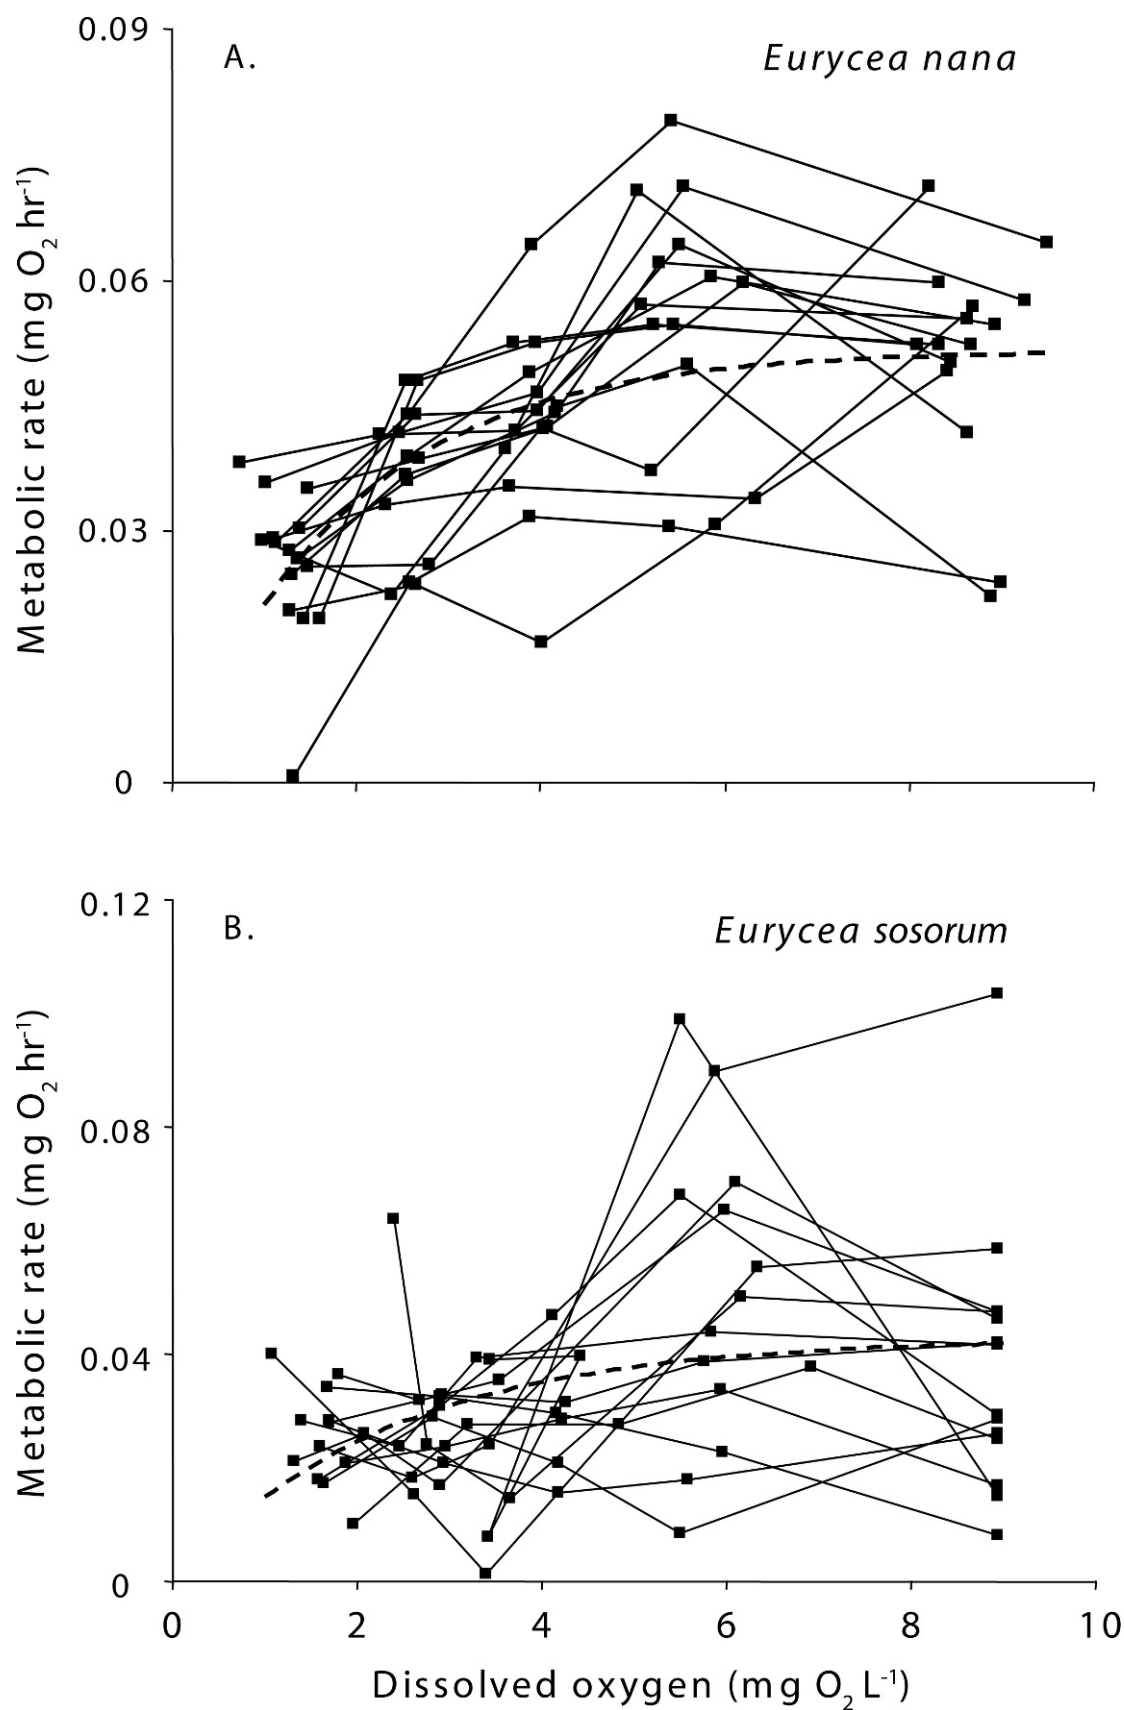 0.09
A.
Eurycea nana
0.06
0.03
0
Metabolic rate (mg O2 hr-1)
0.12
B.
Eurycea sosorum
0.08
0.04
0
Metabolic rate (mg O2 hr-1)
0 2 4 6 8 10
Dissolved oxygen (mg O2 L-1)